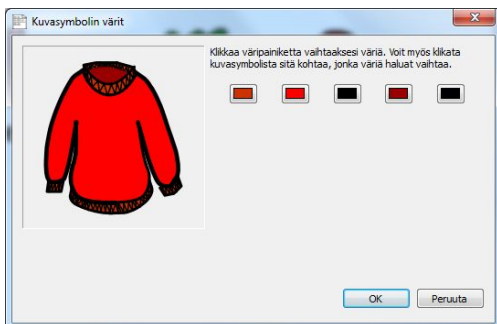 Kuvasymbolin värit
Klikkaa väripainiketta vaihtaaksesi väriä. Voit myös klikata
kuvasymbolista sitä kohtaa, jonka väriä haluat vaihtaa.
OK
Peruuta